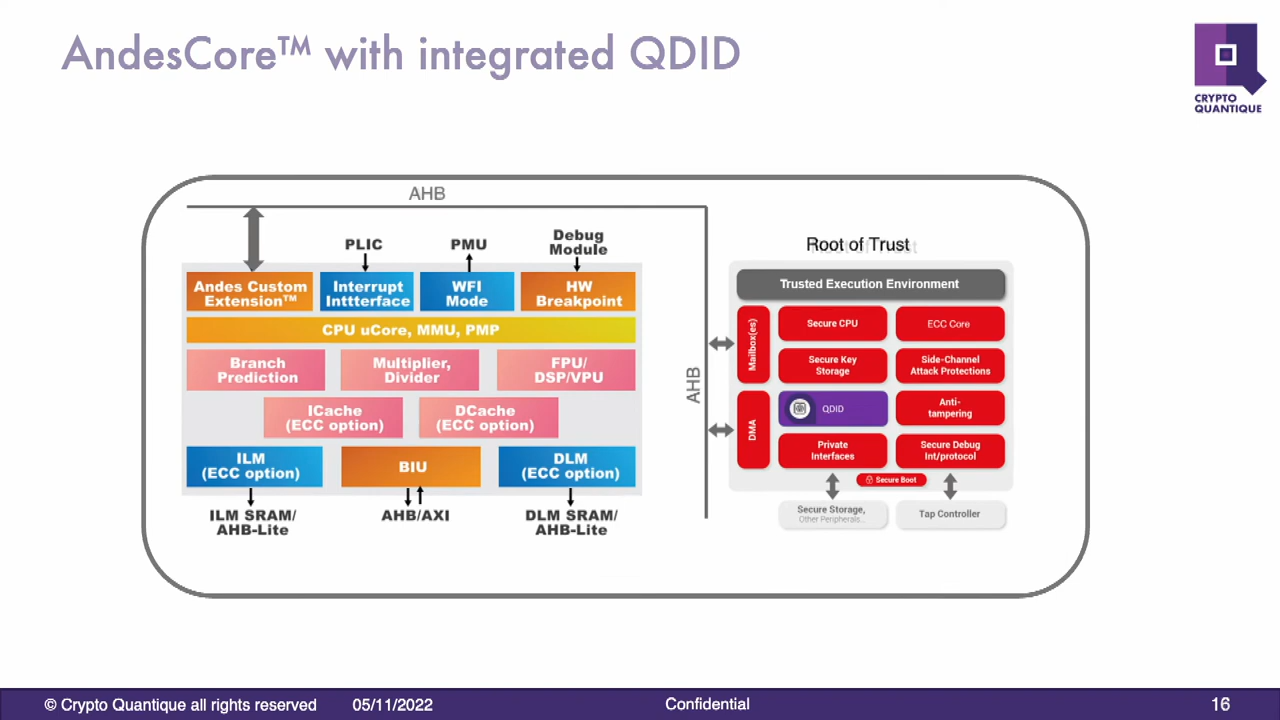 AndesCore™ with integrated QDID
CRYPTO
QUANTIQUE
AHB
PLIC
PMU
Debug
Module
Andes Custom
Extension™
Interrupt
Inttterface
WFI
Mode
HW
Breakpoint
CPU uCore, MMU, PMP
Branch
Prediction
Multiplier,
Divider
FPU/
DSP/VPU
ICache
(ECC option)
DCache
(ECC option)
ILM
(ECC option)
BIU
DLM
(ECC option)
ILM SRAM/
AHB-Lite
AHB/AXI
DLM SRAM/
AHB-Lite
AHB
Root of Trust
Trusted Execution Environment
Mailbox(es)
DMA
Secure CPU
ECC Core
Secure Key
Storage
Side-Channel
Attack Protections
QDID
Anti-
tampering
Private
Interfaces
Secure Debug
Int/protocol
Secure Boot
Secure Storage,
Other Peripherals...
Tap Controller
© Crypto Quantique all rights reserved
05/11/2022
Confidential
16